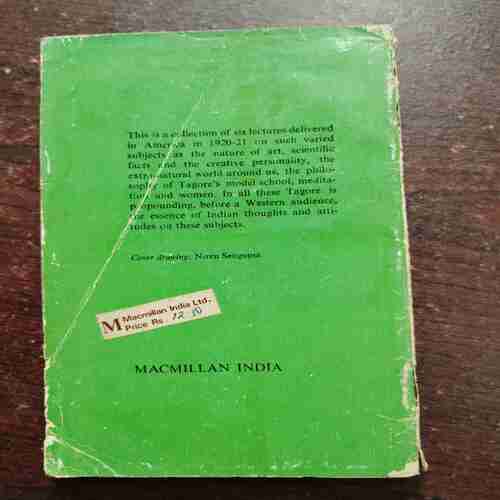 This is a collection of six lectures delivered
in America in 1920-21 on such varied
subjects as the nature of art, scientific
facts and the creative personality, the
extra-natural world around us, the philo-
sophy of Tagore's model school, medita-
tion and women. In all these Tagore is
propounding, before a Western audience,
the essence of Indian thoughts and atti-
tudes on these subjects.
Cover drawing: Niren Sengupta
M Macmillan India Ltd.
Price Rs 12.50
MACMILLAN INDIA